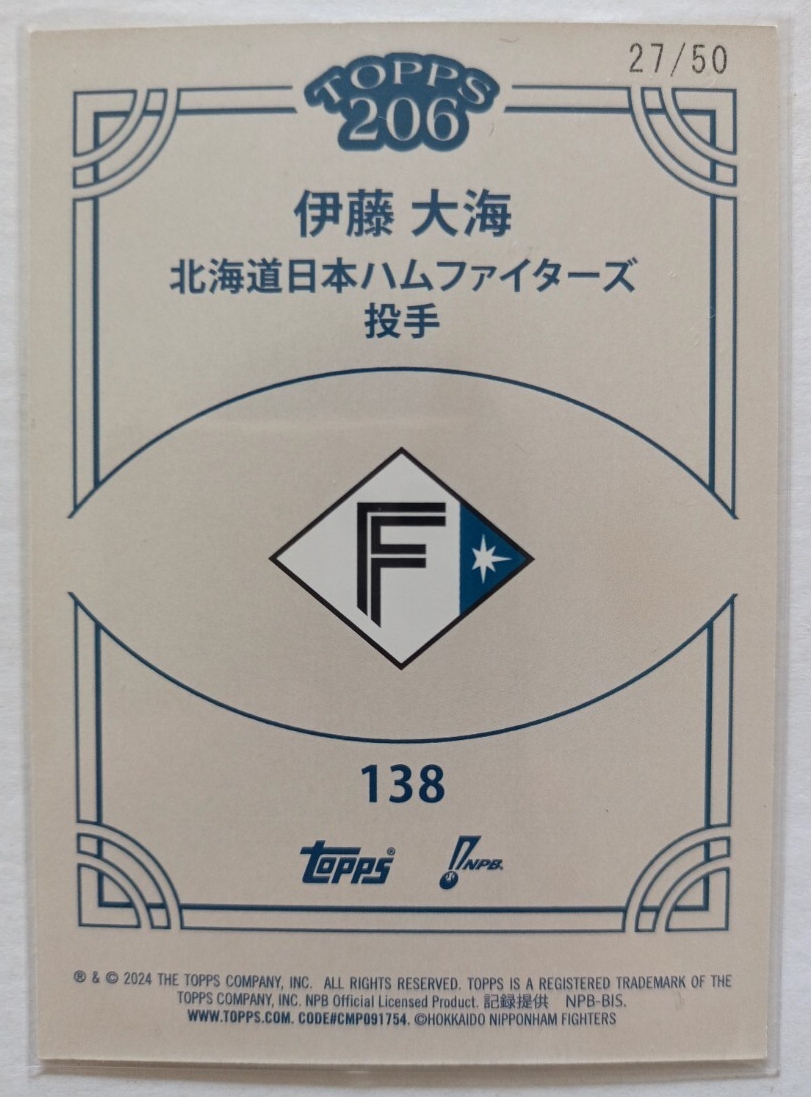 27/50
TOPPS
206
伊藤 大海
北海道日本ハムファイターズ
投手
F
138
Topps® NPB.
® & © 2024 THE TOPPS COMPANY, INC. ALL RIGHTS RESERVED. TOPPS IS A REGISTERED TRADEMARK OF THE
TOPPS COMPANY, INC. NPB Official Licensed Product. 記録提供 NPB-BIS.
WWW.TOPPS.COM. CODE#CMP091754. ©HOKKAIDO NIPPONHAM FIGHTERS